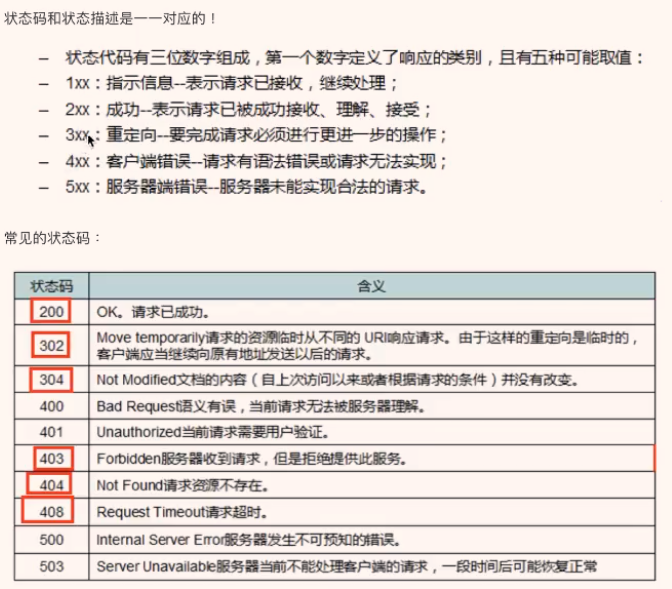 状态码和状态描述是一一对应的！
– 状态代码有三位数字组成，第一个数字定义了响应的类别，且有五种可能取值：
– 1xx：指示信息--表示请求已接收，继续处理；
– 2xx：成功--表示请求已被成功接收、理解、接受；
– 3xx：重定向--要完成请求必须进行更进一步的操作；
– 4xx：客户端错误--请求有语法错误或请求无法实现；
– 5xx：服务器端错误--服务器未能实现合法的请求。
常见的状态码：
状态码 含义
200 OK。请求已成功。
302 Move temporarily请求的资源临时从不同的 URI响应请求。由于这样的重定向是临时的，
客户端应当继续向原有地址发送以后的请求。
304 Not Modified文档的内容（自上次访问以来或者根据请求的条件）并没有改变。
400 Bad Request语义有误，当前请求无法被服务器理解。
401 Unauthorized当前请求需要用户验证。
403 Forbidden服务器收到请求，但是拒绝提供此服务。
404 Not Found请求资源不存在。
408 Request Timeout请求超时。
500 Internal Server Error服务器发生不可预知的错误。
503 Server Unavailable服务器当前不能处理客户端的请求，一段时间后可能恢复正常